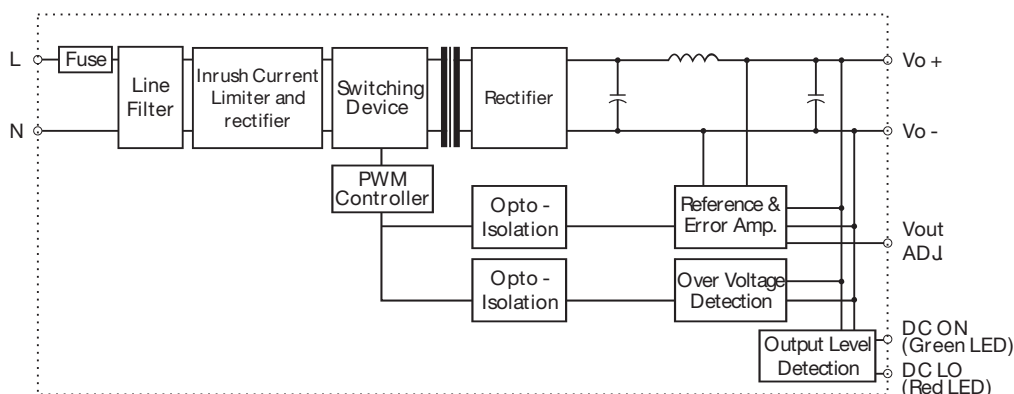 L
Fuse
Line
Filter
Inrush Current
Limiter and
rectifier
Switching
Device
Rectifier
Vo +
N
Vo -
PWM
Controller
Opto -
Isolation
Reference &
Error Amp.
Vout
ADJ.
Opto -
Isolation
Over Voltage
Detection
Output Level
Detection
DC ON
(Green LED)
DC LO
(Red LED)